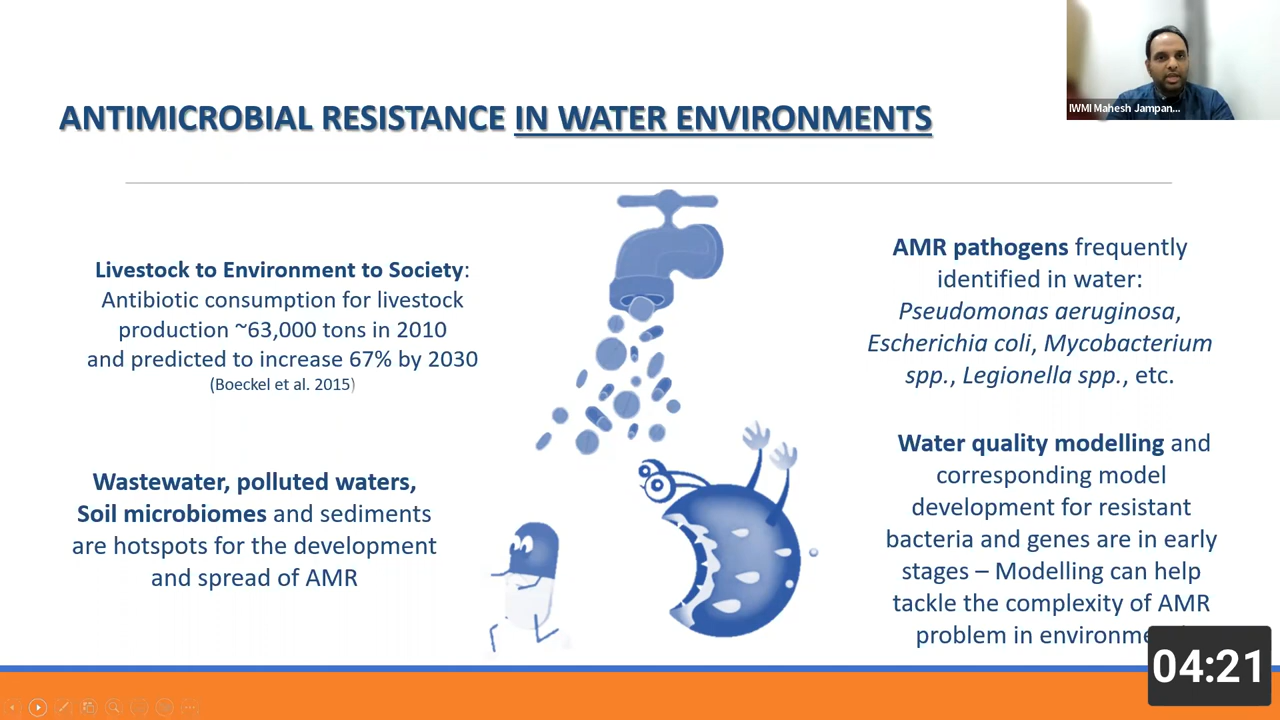 IWMI Mahesh Jampan...
ANTIMICROBIAL RESISTANCE IN WATER ENVIRONMENTS
Livestock to Environment to Society:
Antibiotic consumption for livestock
production ~63,000 tons in 2010
and predicted to increase 67% by 2030
(Boeckel et al. 2015)
Wastewater, polluted waters,
Soil microbiomes and sediments
are hotspots for the development
and spread of AMR
AMR pathogens frequently
identified in water:
Pseudomonas aeruginosa,
Escherichia coli, Mycobacterium
spp., Legionella spp., etc.
Water quality modelling and
corresponding model
development for resistant
bacteria and genes are in early
stages – Modelling can help
tackle the complexity of AMR
problem in
04:21